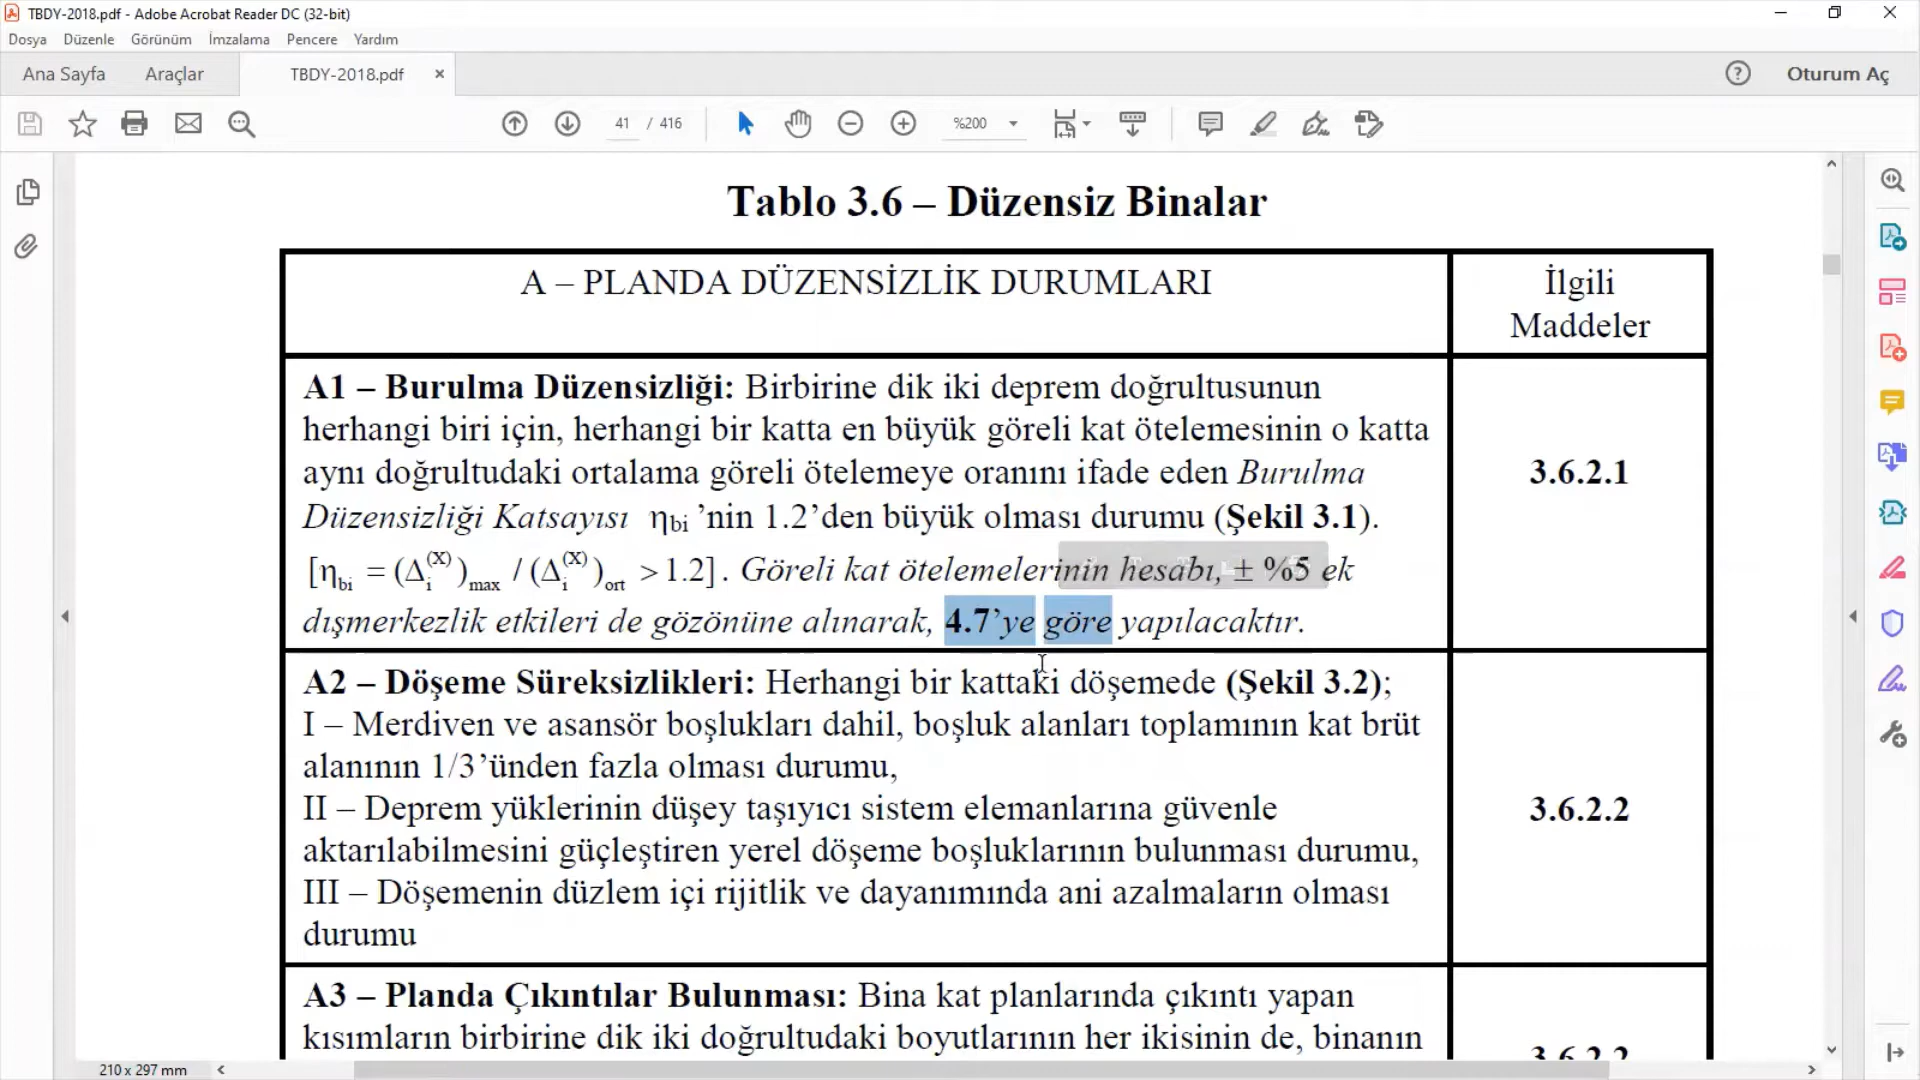 TBDY-2018.pdf - Adobe Acrobat Reader DC (32-bit)
Dosya Düzenle Görünüm İmzalama Pencere Yardım
Ana Sayfa Araçlar TBDY-2018.pdf × ? Oturum Aç
41 / 416 %200
Tablo 3.6 – Düzensiz Binalar
A – PLANDA DÜZENSİZLİK DURUMLARI
İlgili
Maddeler
A1 – Burulma Düzensizliği: Birbirine dik iki deprem doğrultusunun
herhangi biri için, herhangi bir katta en büyük göreli kat ötelemesinin o katta
aynı doğrultudaki ortalama göreli ötelemeye oranını ifade eden Burulma
Düzensizliği Katsayısı ηbi ’nin 1.2’den büyük olması durumu (Şekil 3.1).
[ηbi = (Δi(X))max / (Δi(X))ort > 1.2]. Göreli kat ötelemelerinin hesabı, ± %5 ek
dışmerkezlik etkileri de gözönüne alınarak, 4.7’ye göre yapılacaktır.
3.6.2.1
A2 – Döşeme Süreksizlikleri: Herhangi bir kattaki döşemede (Şekil 3.2);
I – Merdiven ve asansör boşlukları dahil, boşluk alanları toplamının kat brüt
alanının 1/3’ünden fazla olması durumu,
II – Deprem yüklerinin düşey taşıyıcı sistem elemanlarına güvenle
aktarılabilmesini güçleştiren yerel döşeme boşluklarının bulunması durumu,
III – Döşemenin düzlem içi rijitlik ve dayanımında ani azalmaların olması
durumu
3.6.2.2
A3 – Planda Çıkıntılar Bulunması: Bina kat planlarında çıkıntı yapan
kısımların birbirine dik iki doğrultudaki boyutlarının her ikisinin de, binanın
3.6.2.2
210 x 297 mm